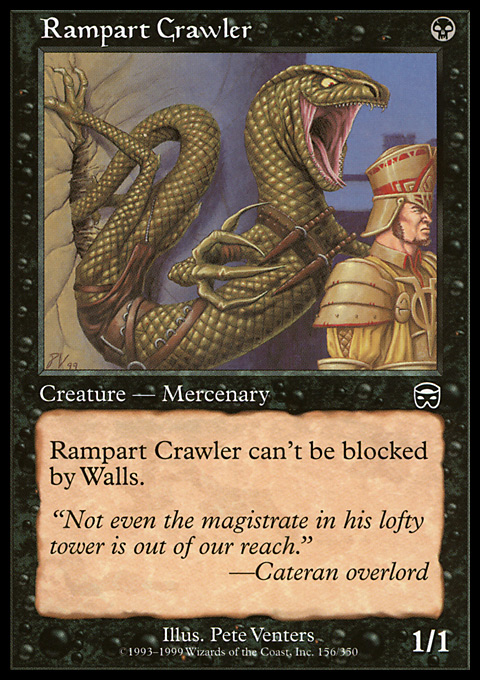 Rampart Crawler
PV 99
Creature — Mercenary
Rampart Crawler can't be blocked
by Walls.
“Not even the magistrate in his lofty
tower is out of our reach.”
—Cateran overlord
Illus. Pete Venters
©1993-1999 Wizards of the Coast, Inc. 156/350
1/1